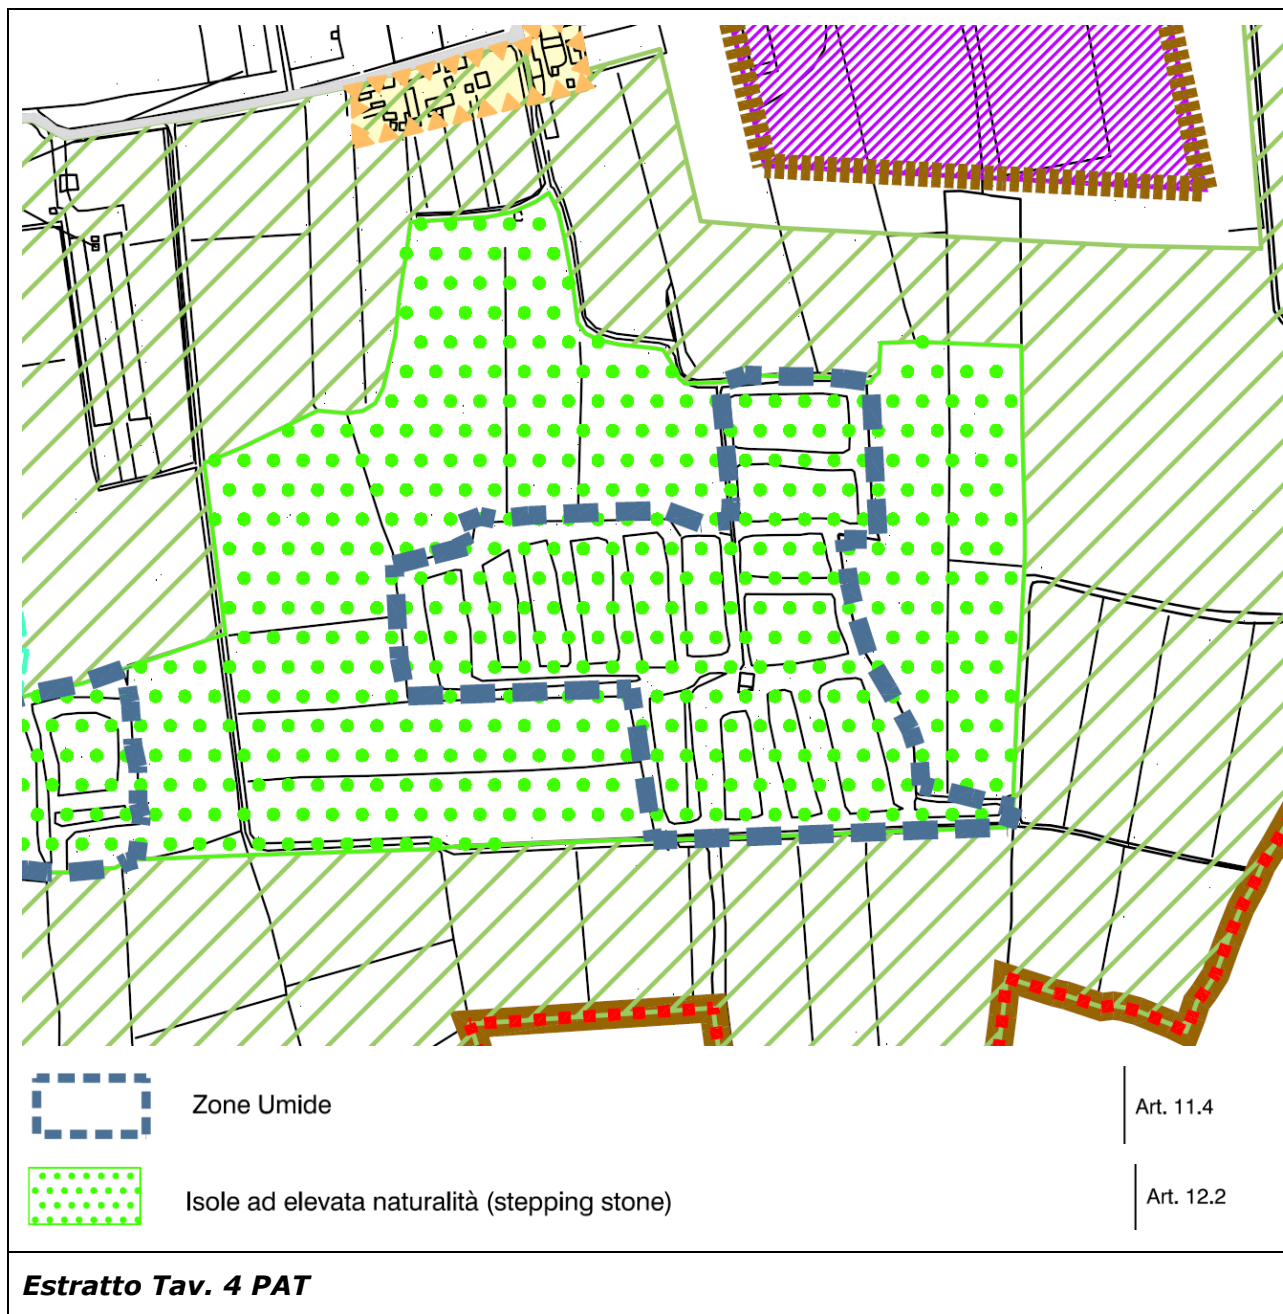 Zone Umide
Art. 11.4
Isole ad elevata naturalità (stepping stone)
Art. 12.2
Estratto Tav. 4 PAT